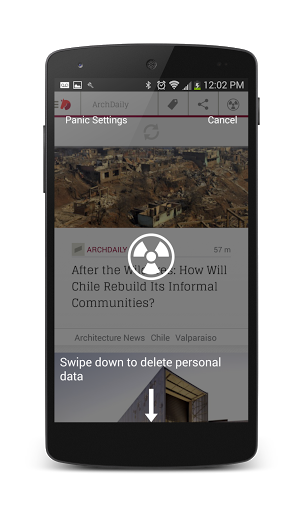 12:02 PM
ArchDaily
Panic Settings
Cancel
ARCHDAILY
57 m
After the Wildfires: How Will
Chile Rebuild Its Informal
Communities?
Architecture News Chile Valparaiso
Swipe down to delete personal
data